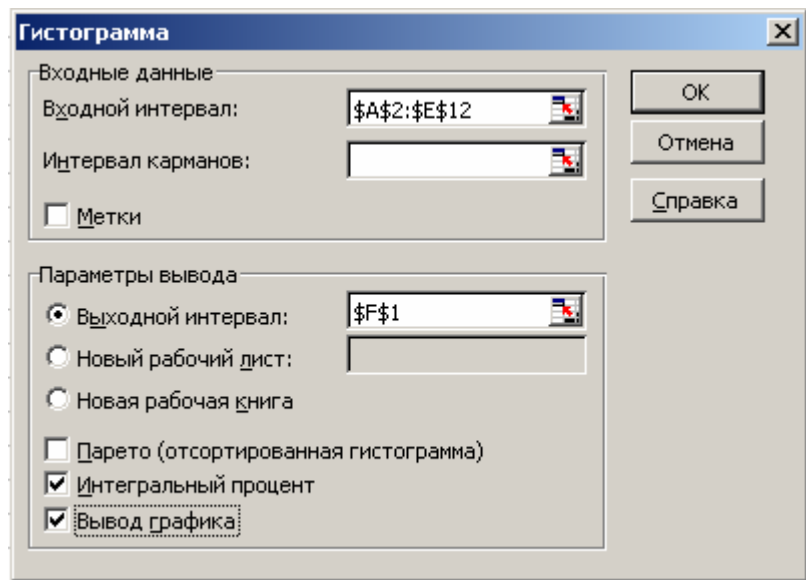 Гистограмма
Входные данные
Входной интервал: $A$2:$E$12
Интервал карманов:
Метки
OK
Отмена
Справка
Параметры вывода
Выходной интервал: $F$1
Новый рабочий лист:
Новая рабочая книга
Парето (отсортированная гистограмма)
Интегральный процент
Вывод графика